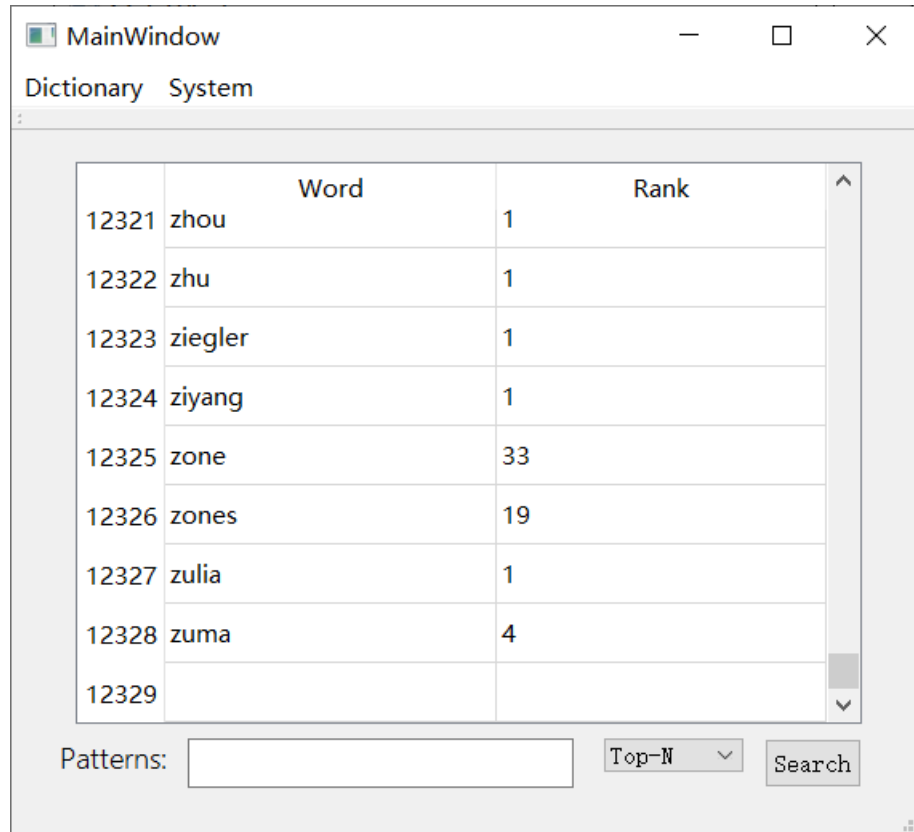 MainWindow
Dictionary System
Word Rank
12321 zhou 1
12322 zhu 1
12323 ziegler 1
12324 ziyang 1
12325 zone 33
12326 zones 19
12327 zulia 1
12328 zuma 4
12329
Patterns: Top-N Search